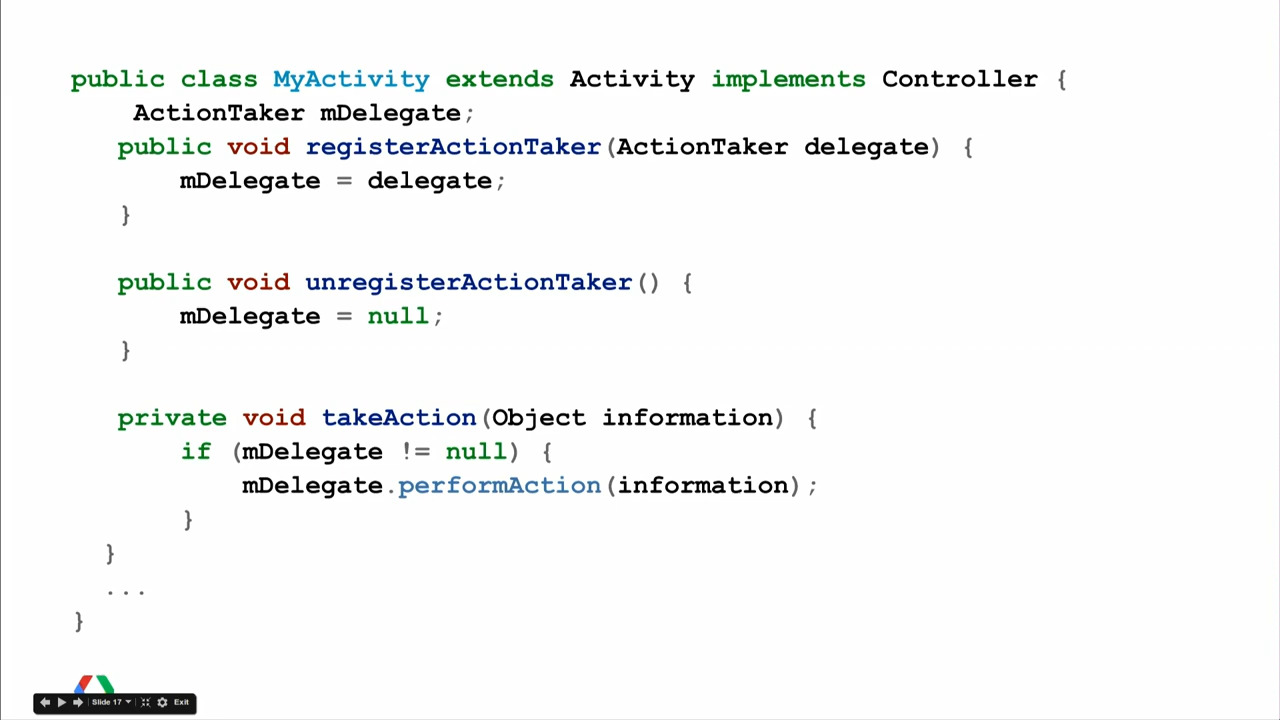 public class MyActivity extends Activity implements Controller {
ActionTaker mDelegate;
public void registerActionTaker(ActionTaker delegate) {
mDelegate = delegate;
}
public void unregisterActionTaker() {
mDelegate = null;
}
private void takeAction(Object information) {
if (mDelegate != null) {
mDelegate.performAction(information);
}
}
...
}
Slide 17
Exit